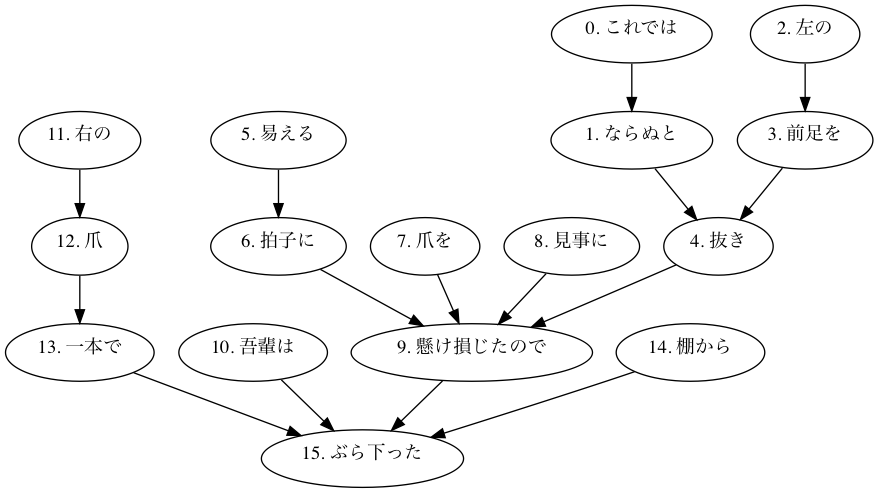 0. これでは
2. 左の
11. 右の
5. 易える
1. ならぬと
3. 前足を
12. 爪
6. 拍子に
7. 爪を
8. 見事に
4. 抜き
13. 一本で
10. 吾輩は
9. 懸け損じたので
14. 棚から
15. ぶら下った